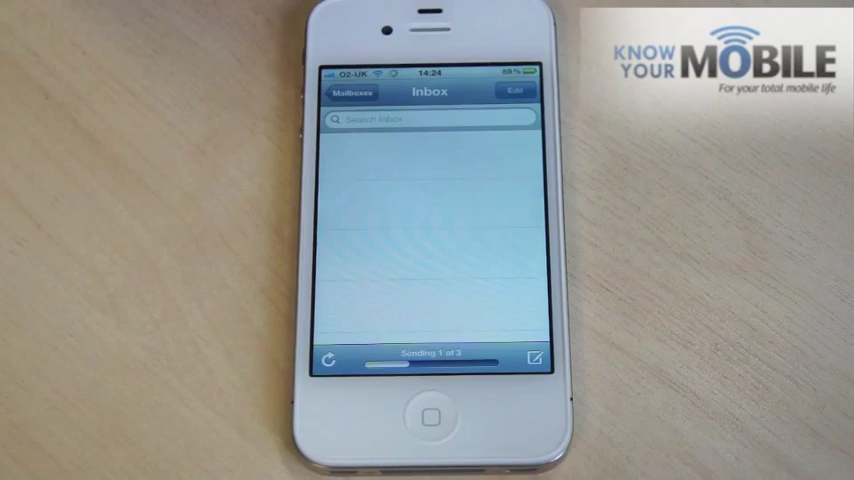 KNOW
YOUR MOBILE
For your total mobile life
O2-UK 14:24 89%
Mailboxes Inbox Edit
Search Inbox
Sending 1 of 3